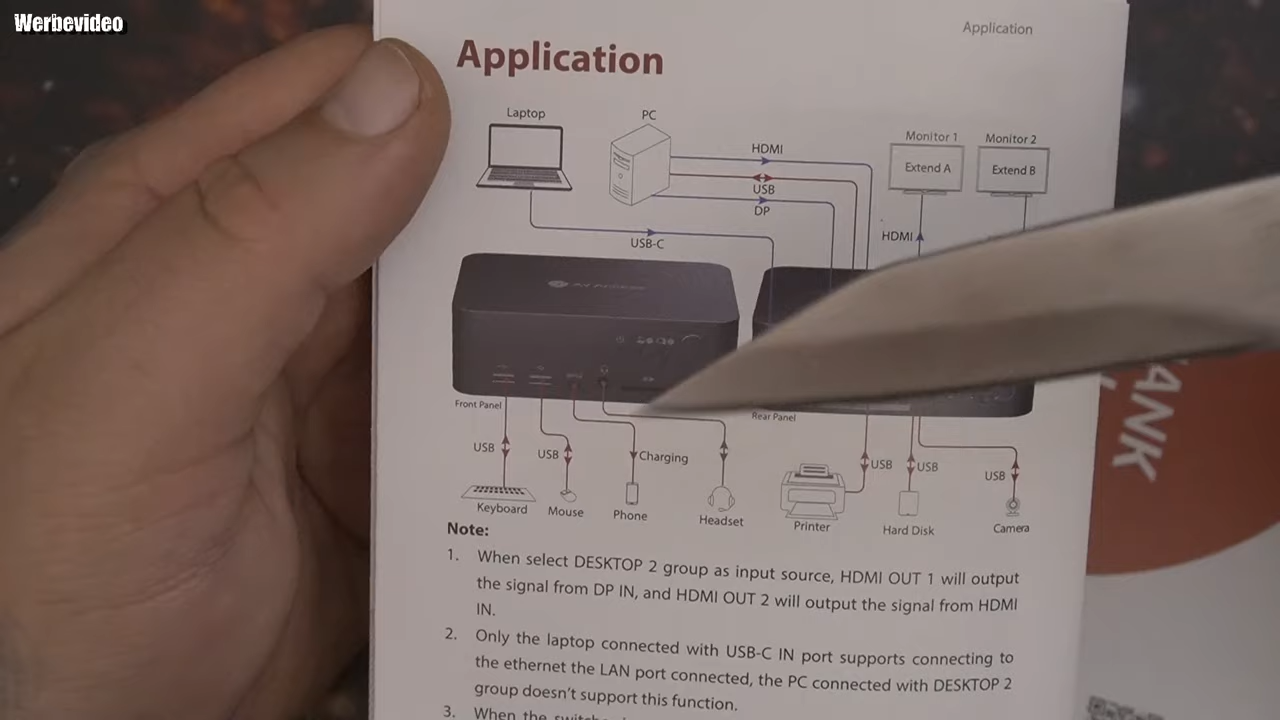 Werbevideo
Application
Application
Laptop
PC
HDMI
USB
DP
USB-C
Monitor 1
Monitor 2
Extend A
Extend B
HDMI
Front Panel
Rear Panel
USB
USB
Charging
USB
USB
USB
Keyboard
Mouse
Phone
Headset
Printer
Hard Disk
Camera
Note:
1. When select DESKTOP 2 group as input source, HDMI OUT 1 will output
the signal from DP IN, and HDMI OUT 2 will output the signal from HDMI
IN.
2. Only the laptop connected with USB-C IN port supports connecting to
the ethernet the LAN port connected, the PC connected with DESKTOP 2
group doesn't support this function.
3. When the